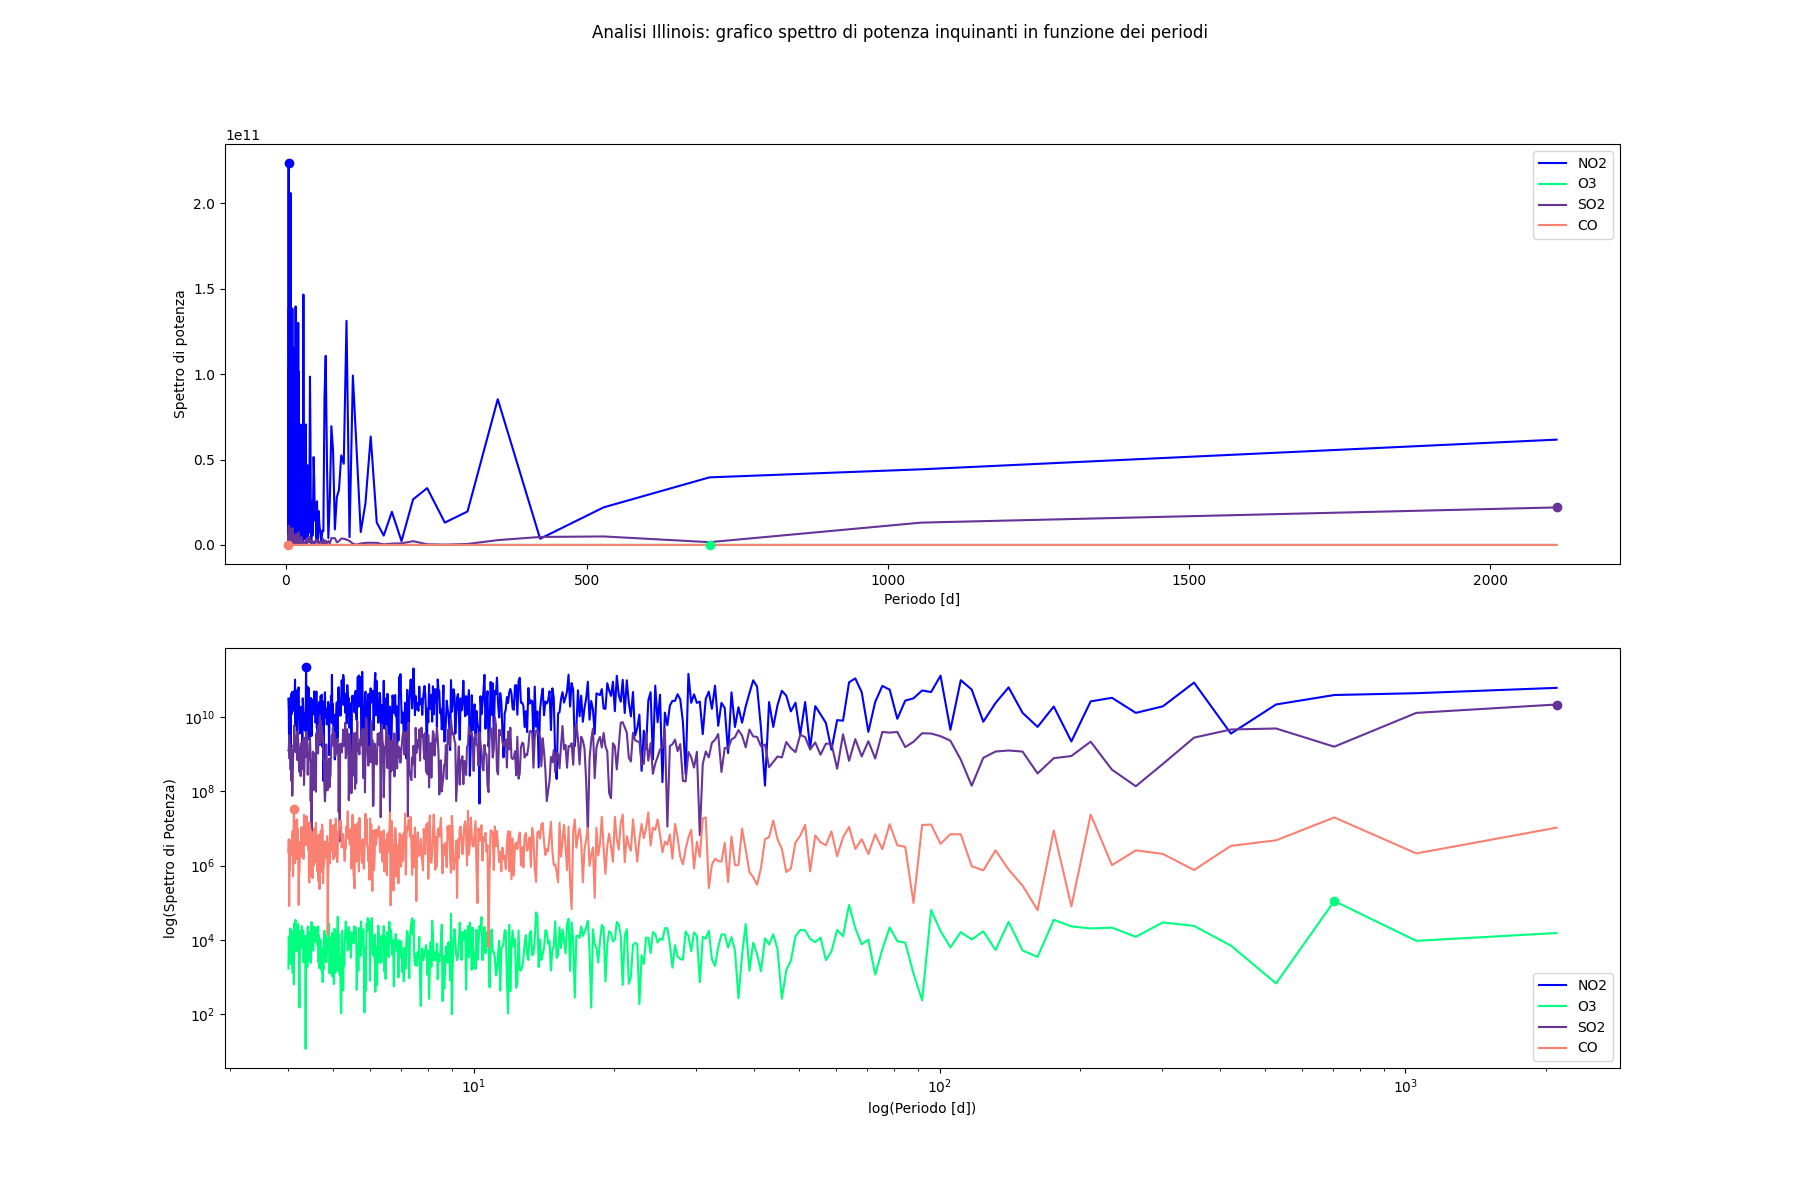 Analisi Illinois: grafico spettro di potenza inquinanti in funzione dei periodi
1e11
NO2
O3
SO2
CO
2.0
1.5
1.0
0.5
0.0
Spettro di potenza
0 500 1000 1500 2000
Periodo [d]
10^10
10^8
10^6
10^4
10^2
log(Spettro di Potenza)
NO2
O3
SO2
CO
10^1 10^2 10^3
log(Periodo [d])